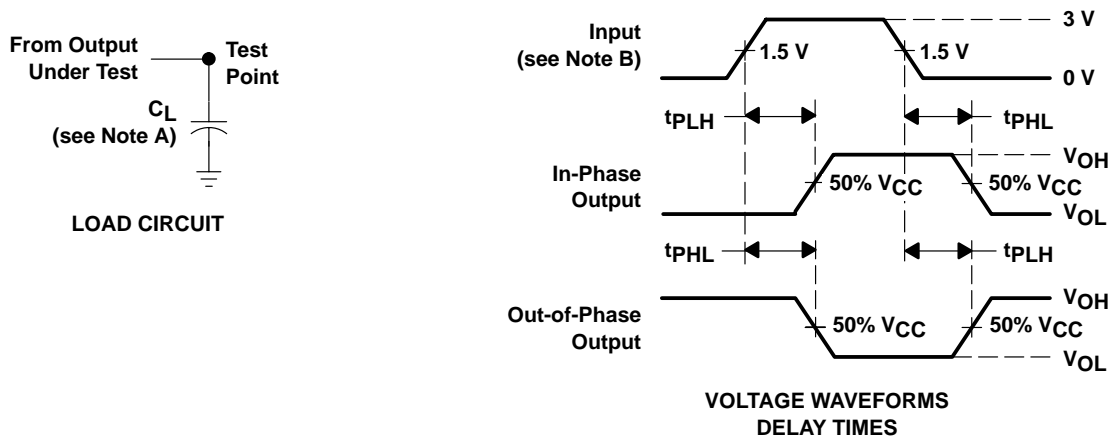 From Output
Under Test
Test
Point
CL
(see Note A)
LOAD CIRCUIT
Input
(see Note B)
1.5 V
1.5 V
3 V
0 V
tPLH
tPHL
In-Phase
Output
50% VCC
50% VCC
VOH
VOL
tPHL
tPLH
Out-of-Phase
Output
50% VCC
50% VCC
VOH
VOL
VOLTAGE WAVEFORMS
DELAY TIMES